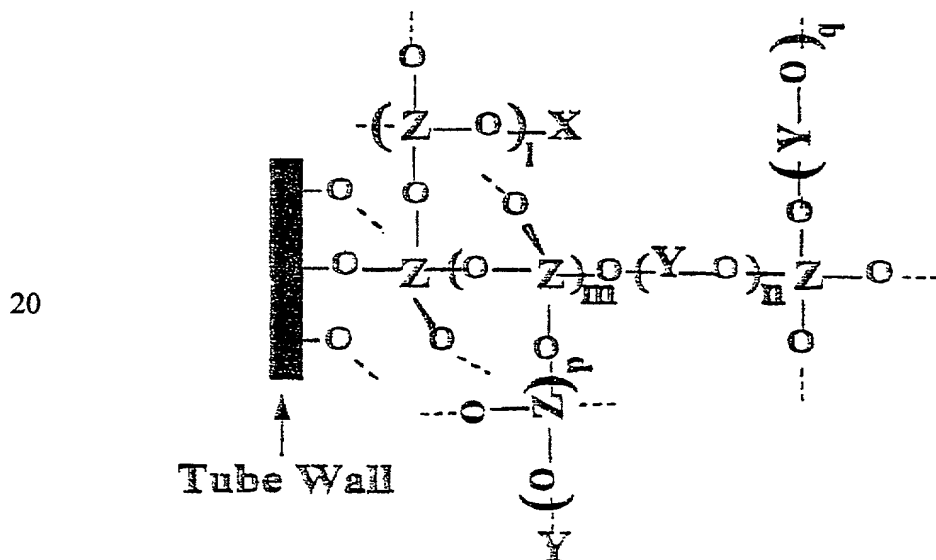 O
O)q
(Z—O)l—X
(Y
O
O
O
O
20
O—Z—(O—Z)m—O—(Y—O)n—Z—O
O
O
O
O
)p
O—Z
Tube Wall
(O
Y